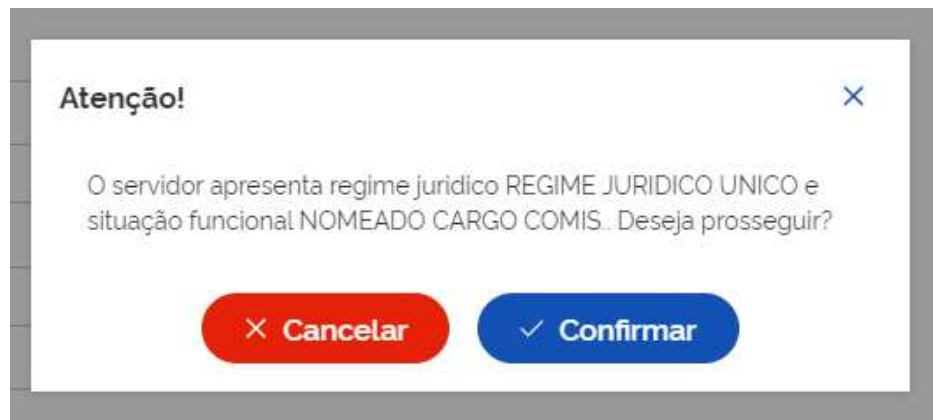 Atenção!
O servidor apresenta regime juridico REGIME JURIDICO UNICO e
situação funcional NOMEADO CARGO COMIS.. Deseja prosseguir?
Cancelar
Confirmar